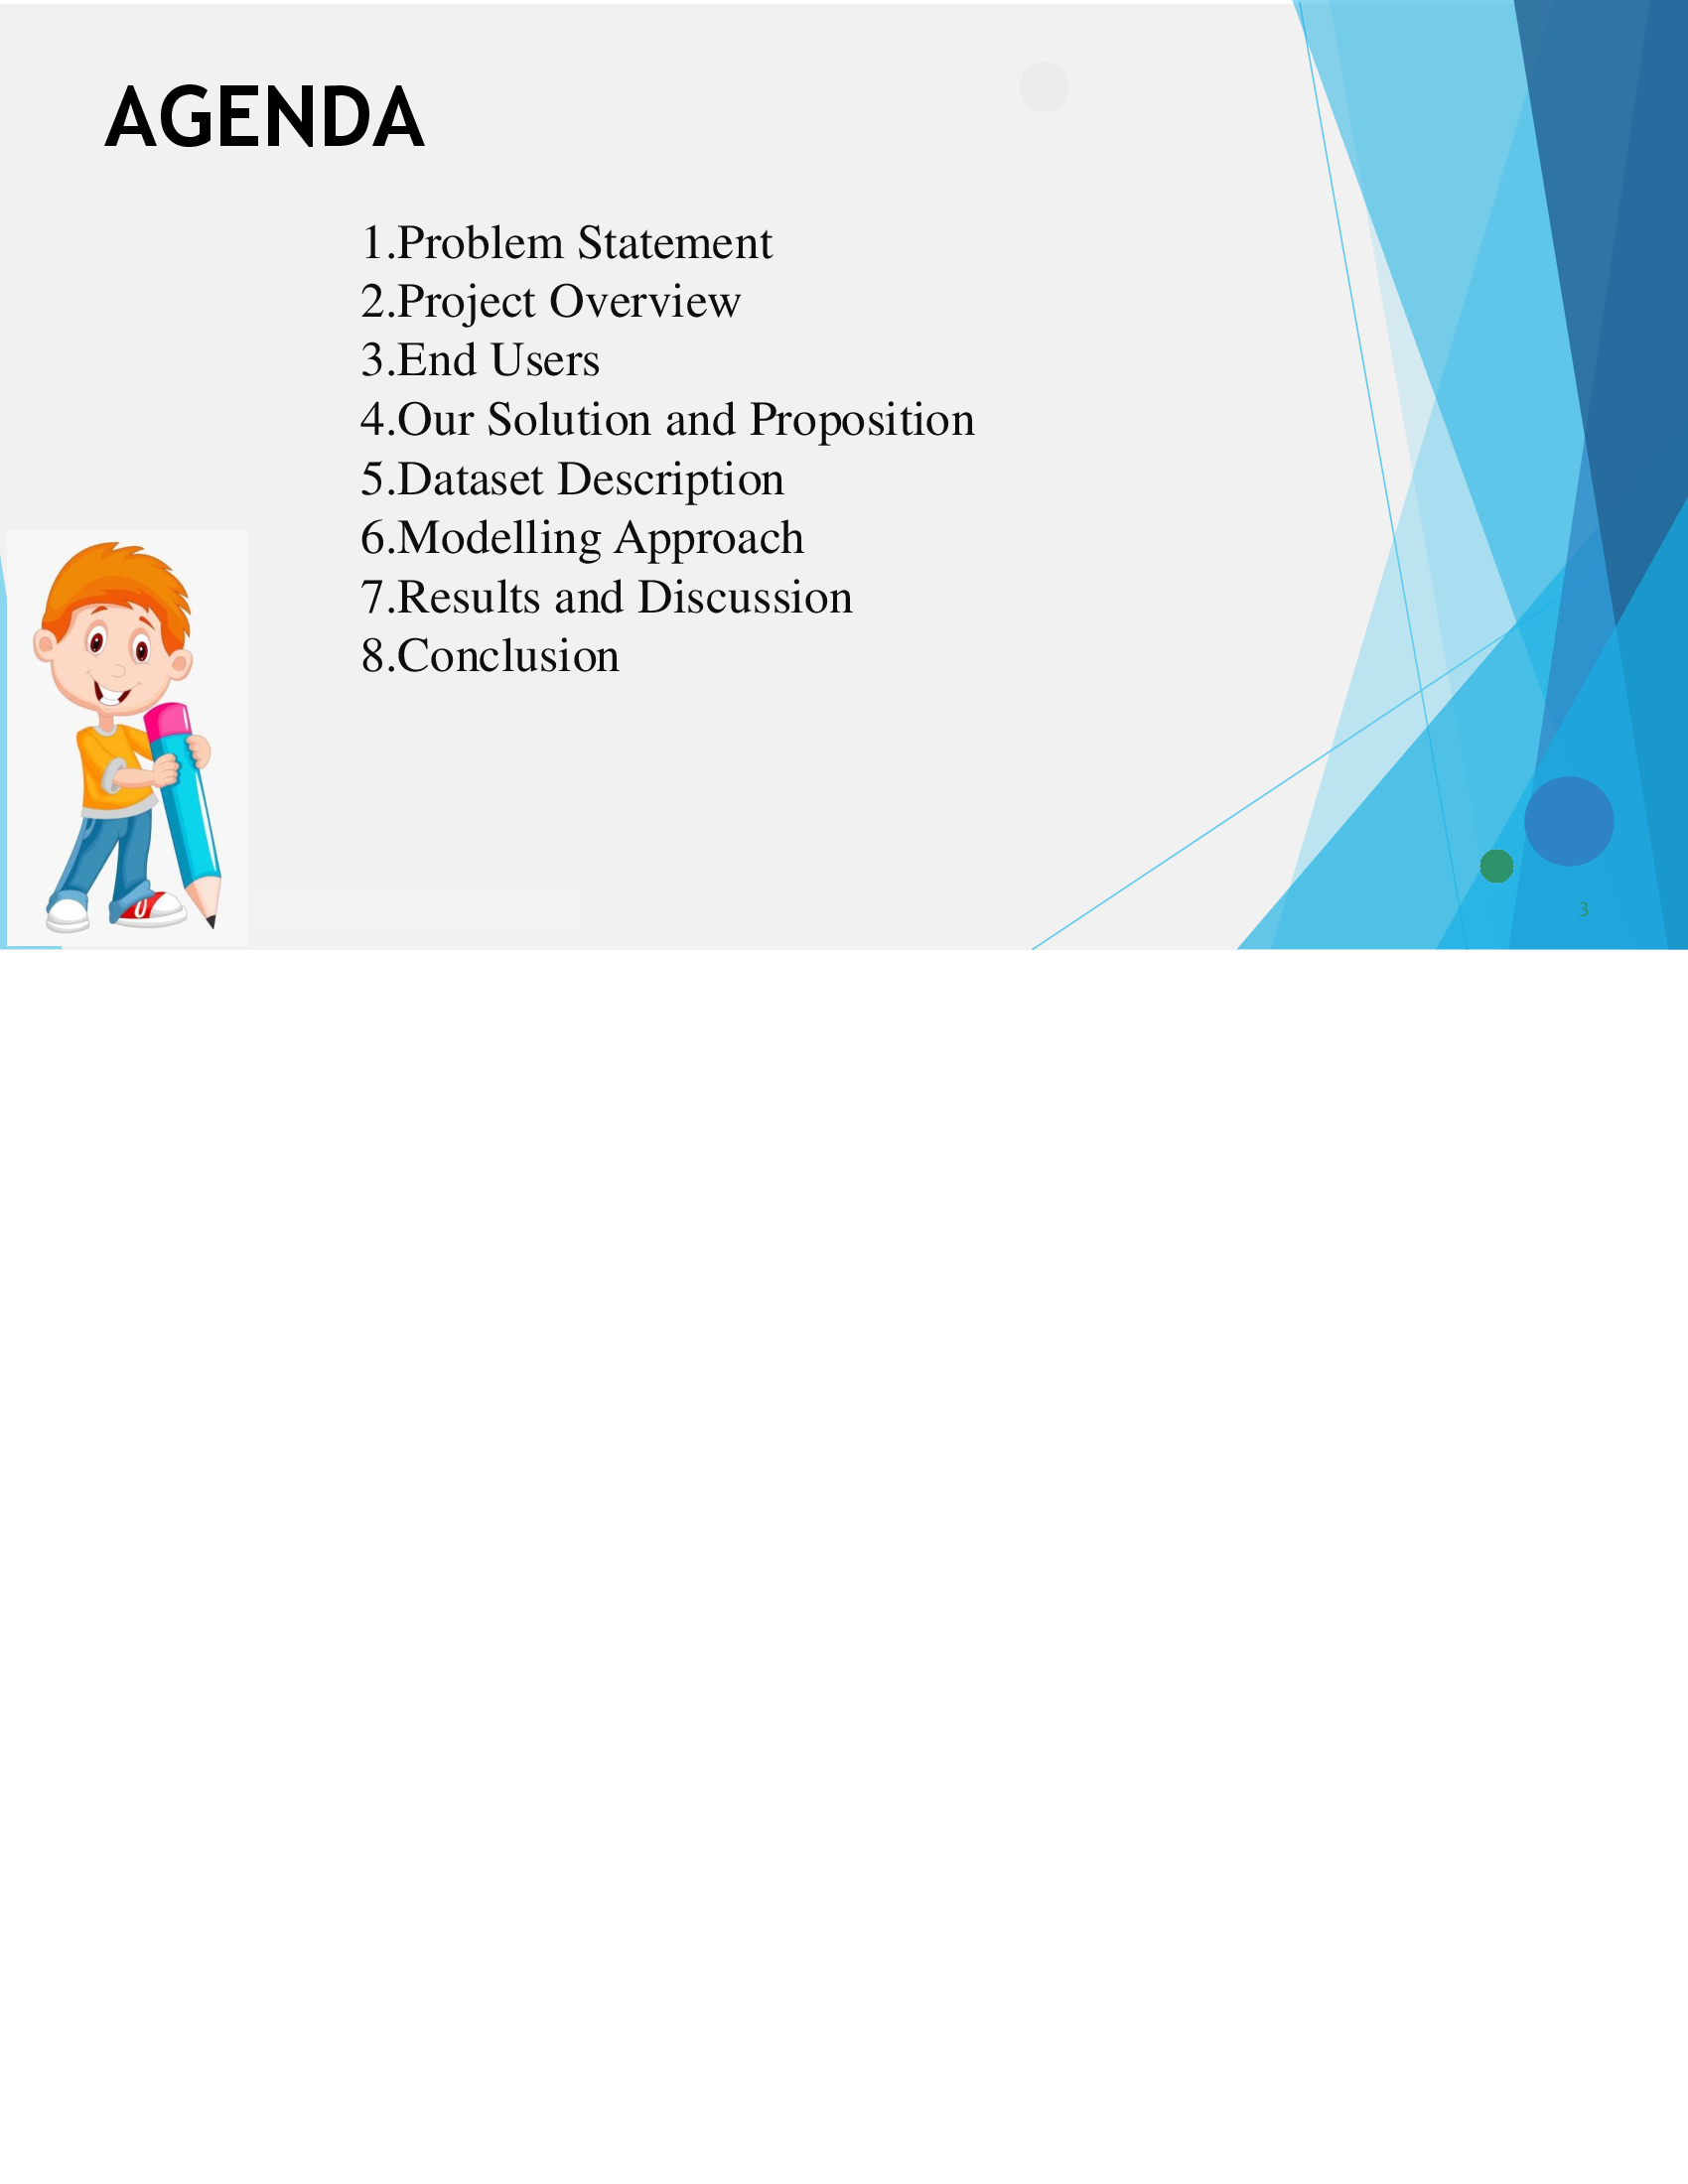 AGENDA
1.Problem Statement
2.Project Overview
3.End Users
4.Our Solution and Proposition
5.Dataset Description
6.Modelling Approach
7.Results and Discussion
8.Conclusion
3